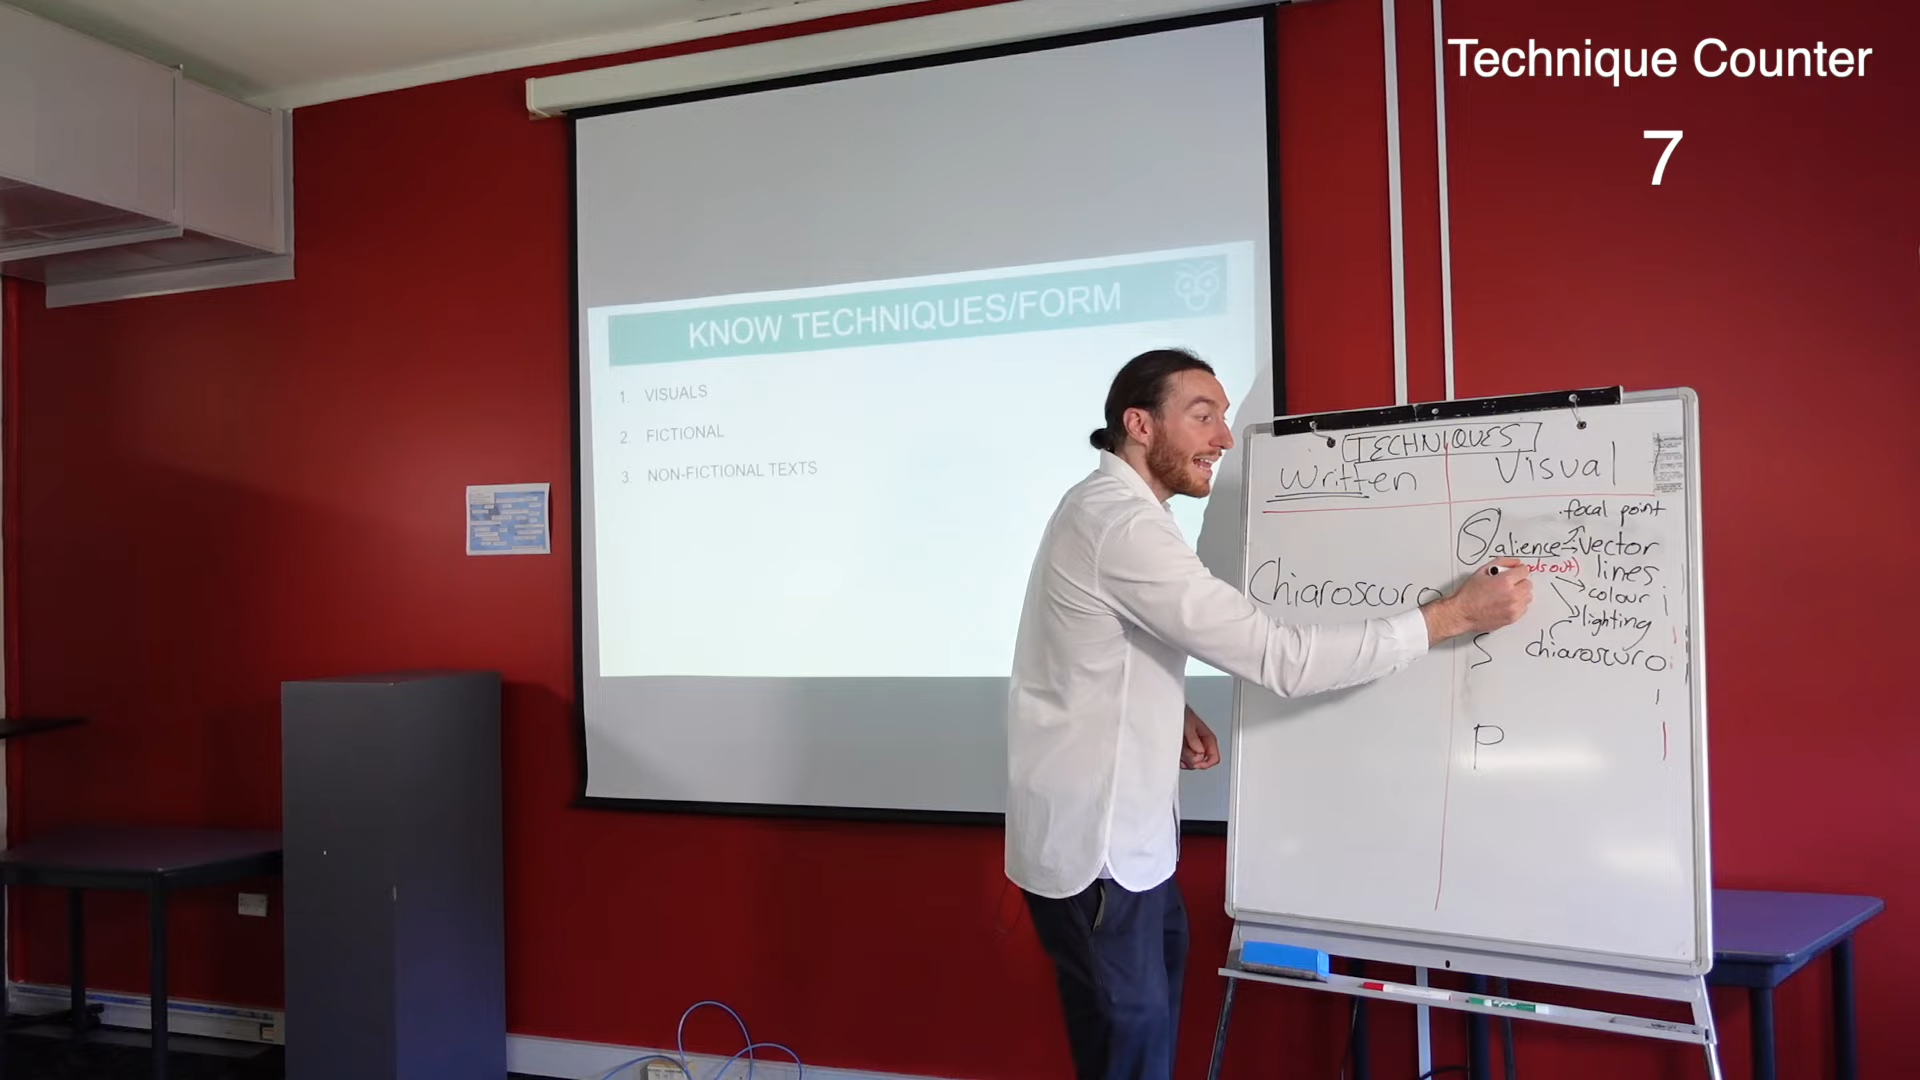 Technique Counter
7
KNOW TECHNIQUES/FORM
1. VISUALS
2. FICTIONAL
3. NON-FICTIONAL TEXTS
TECHNIQUES
Written
Visual
focal point
Salience → Vector
lines
out)
colour
lighting
Chiaroscuro
S
chiaroscuro
P